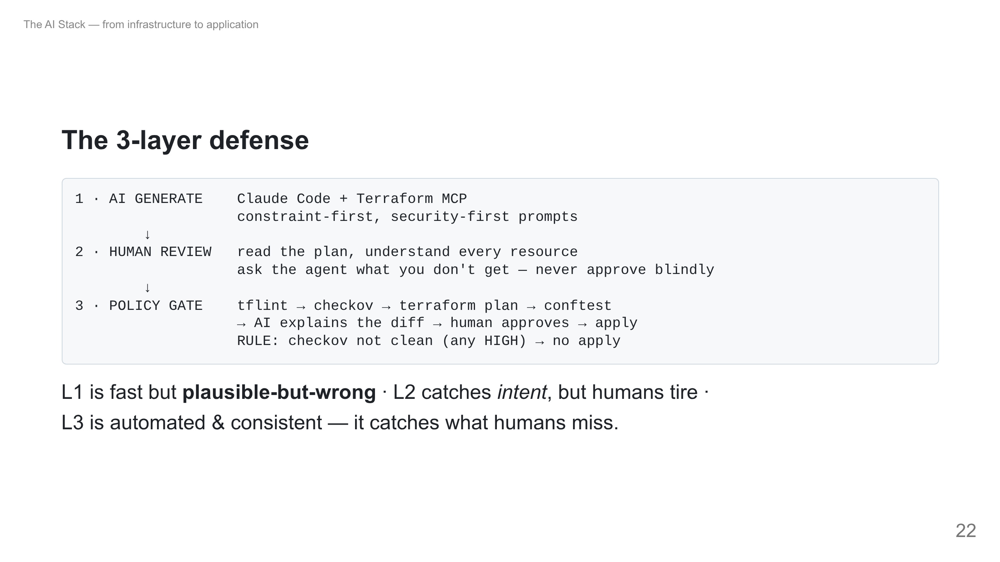 The AI Stack — from infrastructure to application
The 3-layer defense
1 · AI GENERATE    Claude Code + Terraform MCP
                   constraint-first, security-first prompts
        ↓
2 · HUMAN REVIEW   read the plan, understand every resource
                   ask the agent what you don't get — never approve blindly
        ↓
3 · POLICY GATE    tflint → checkov → terraform plan → conftest
                   → AI explains the diff → human approves → apply
                   RULE: checkov not clean (any HIGH) → no apply
L1 is fast but plausible-but-wrong · L2 catches intent, but humans tire ·
L3 is automated & consistent — it catches what humans miss.
22